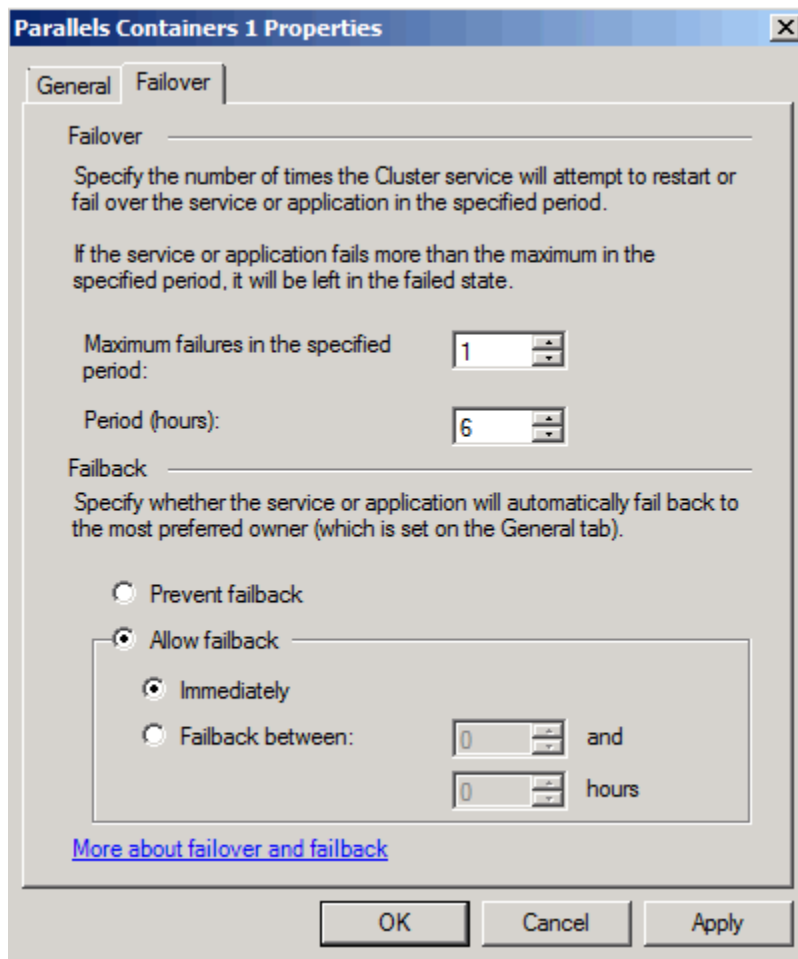 Parallels Containers 1 Properties
General
Failover
Failover
Specify the number of times the Cluster service will attempt to restart or
fail over the service or application in the specified period.
If the service or application fails more than the maximum in the
specified period, it will be left in the failed state.
Maximum failures in the specified
period:
1
Period (hours):
6
Failback
Specify whether the service or application will automatically fail back to
the most preferred owner (which is set on the General tab).
Prevent failback
Allow failback
Immediately
Failback between:
0
and
0
hours
More about failover and failback
OK
Cancel
Apply